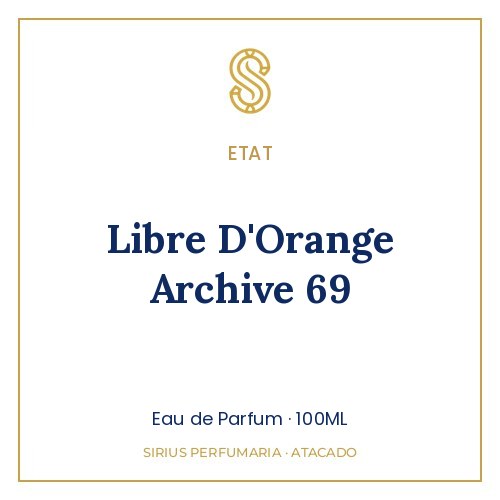 ETAT
Libre D'Orange
Archive 69
Eau de Parfum · 100ML
SIRIUS PERFUMARIA · ATACADO